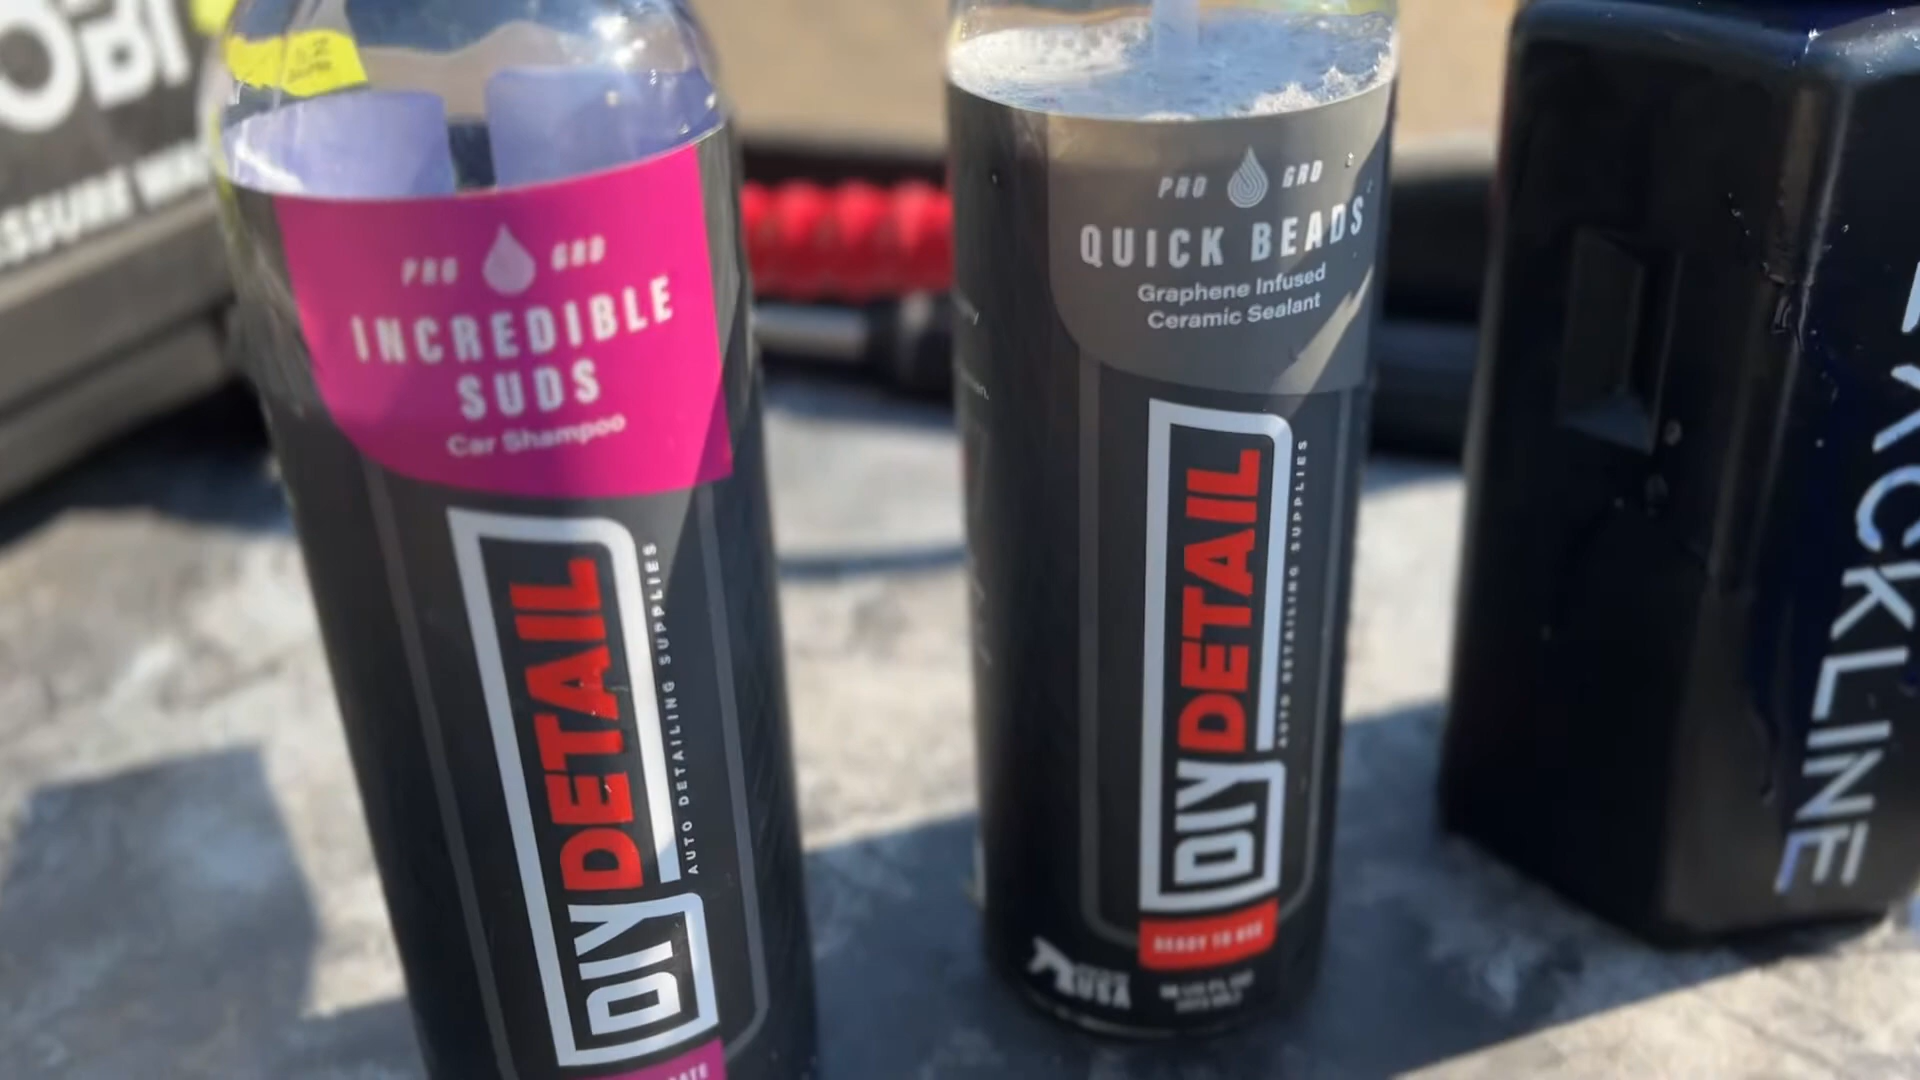 PRO GRD
INCREDIBLE
SUDS
Car Shampoo
DIY DETAIL
AUTO DETAILING SUPPLIES
PRO GRD
QUICK BEADS
Graphene Infused
Ceramic Sealant
DIY DETAIL
AUTO DETAILING SUPPLIES
READY TO USE
USA